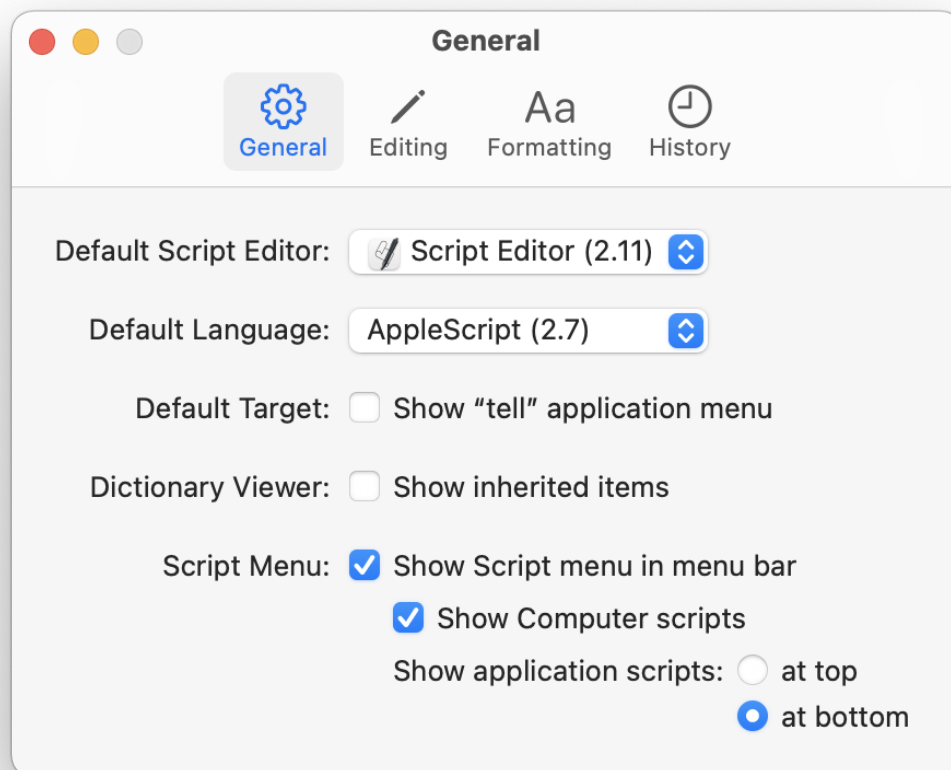 General
General
Editing
Aa
Formatting
History
Default Script Editor: Script Editor (2.11)
Default Language: AppleScript (2.7)
Default Target: Show “tell” application menu
Dictionary Viewer: Show inherited items
Script Menu: Show Script menu in menu bar
Show Computer scripts
Show application scripts: at top
at bottom